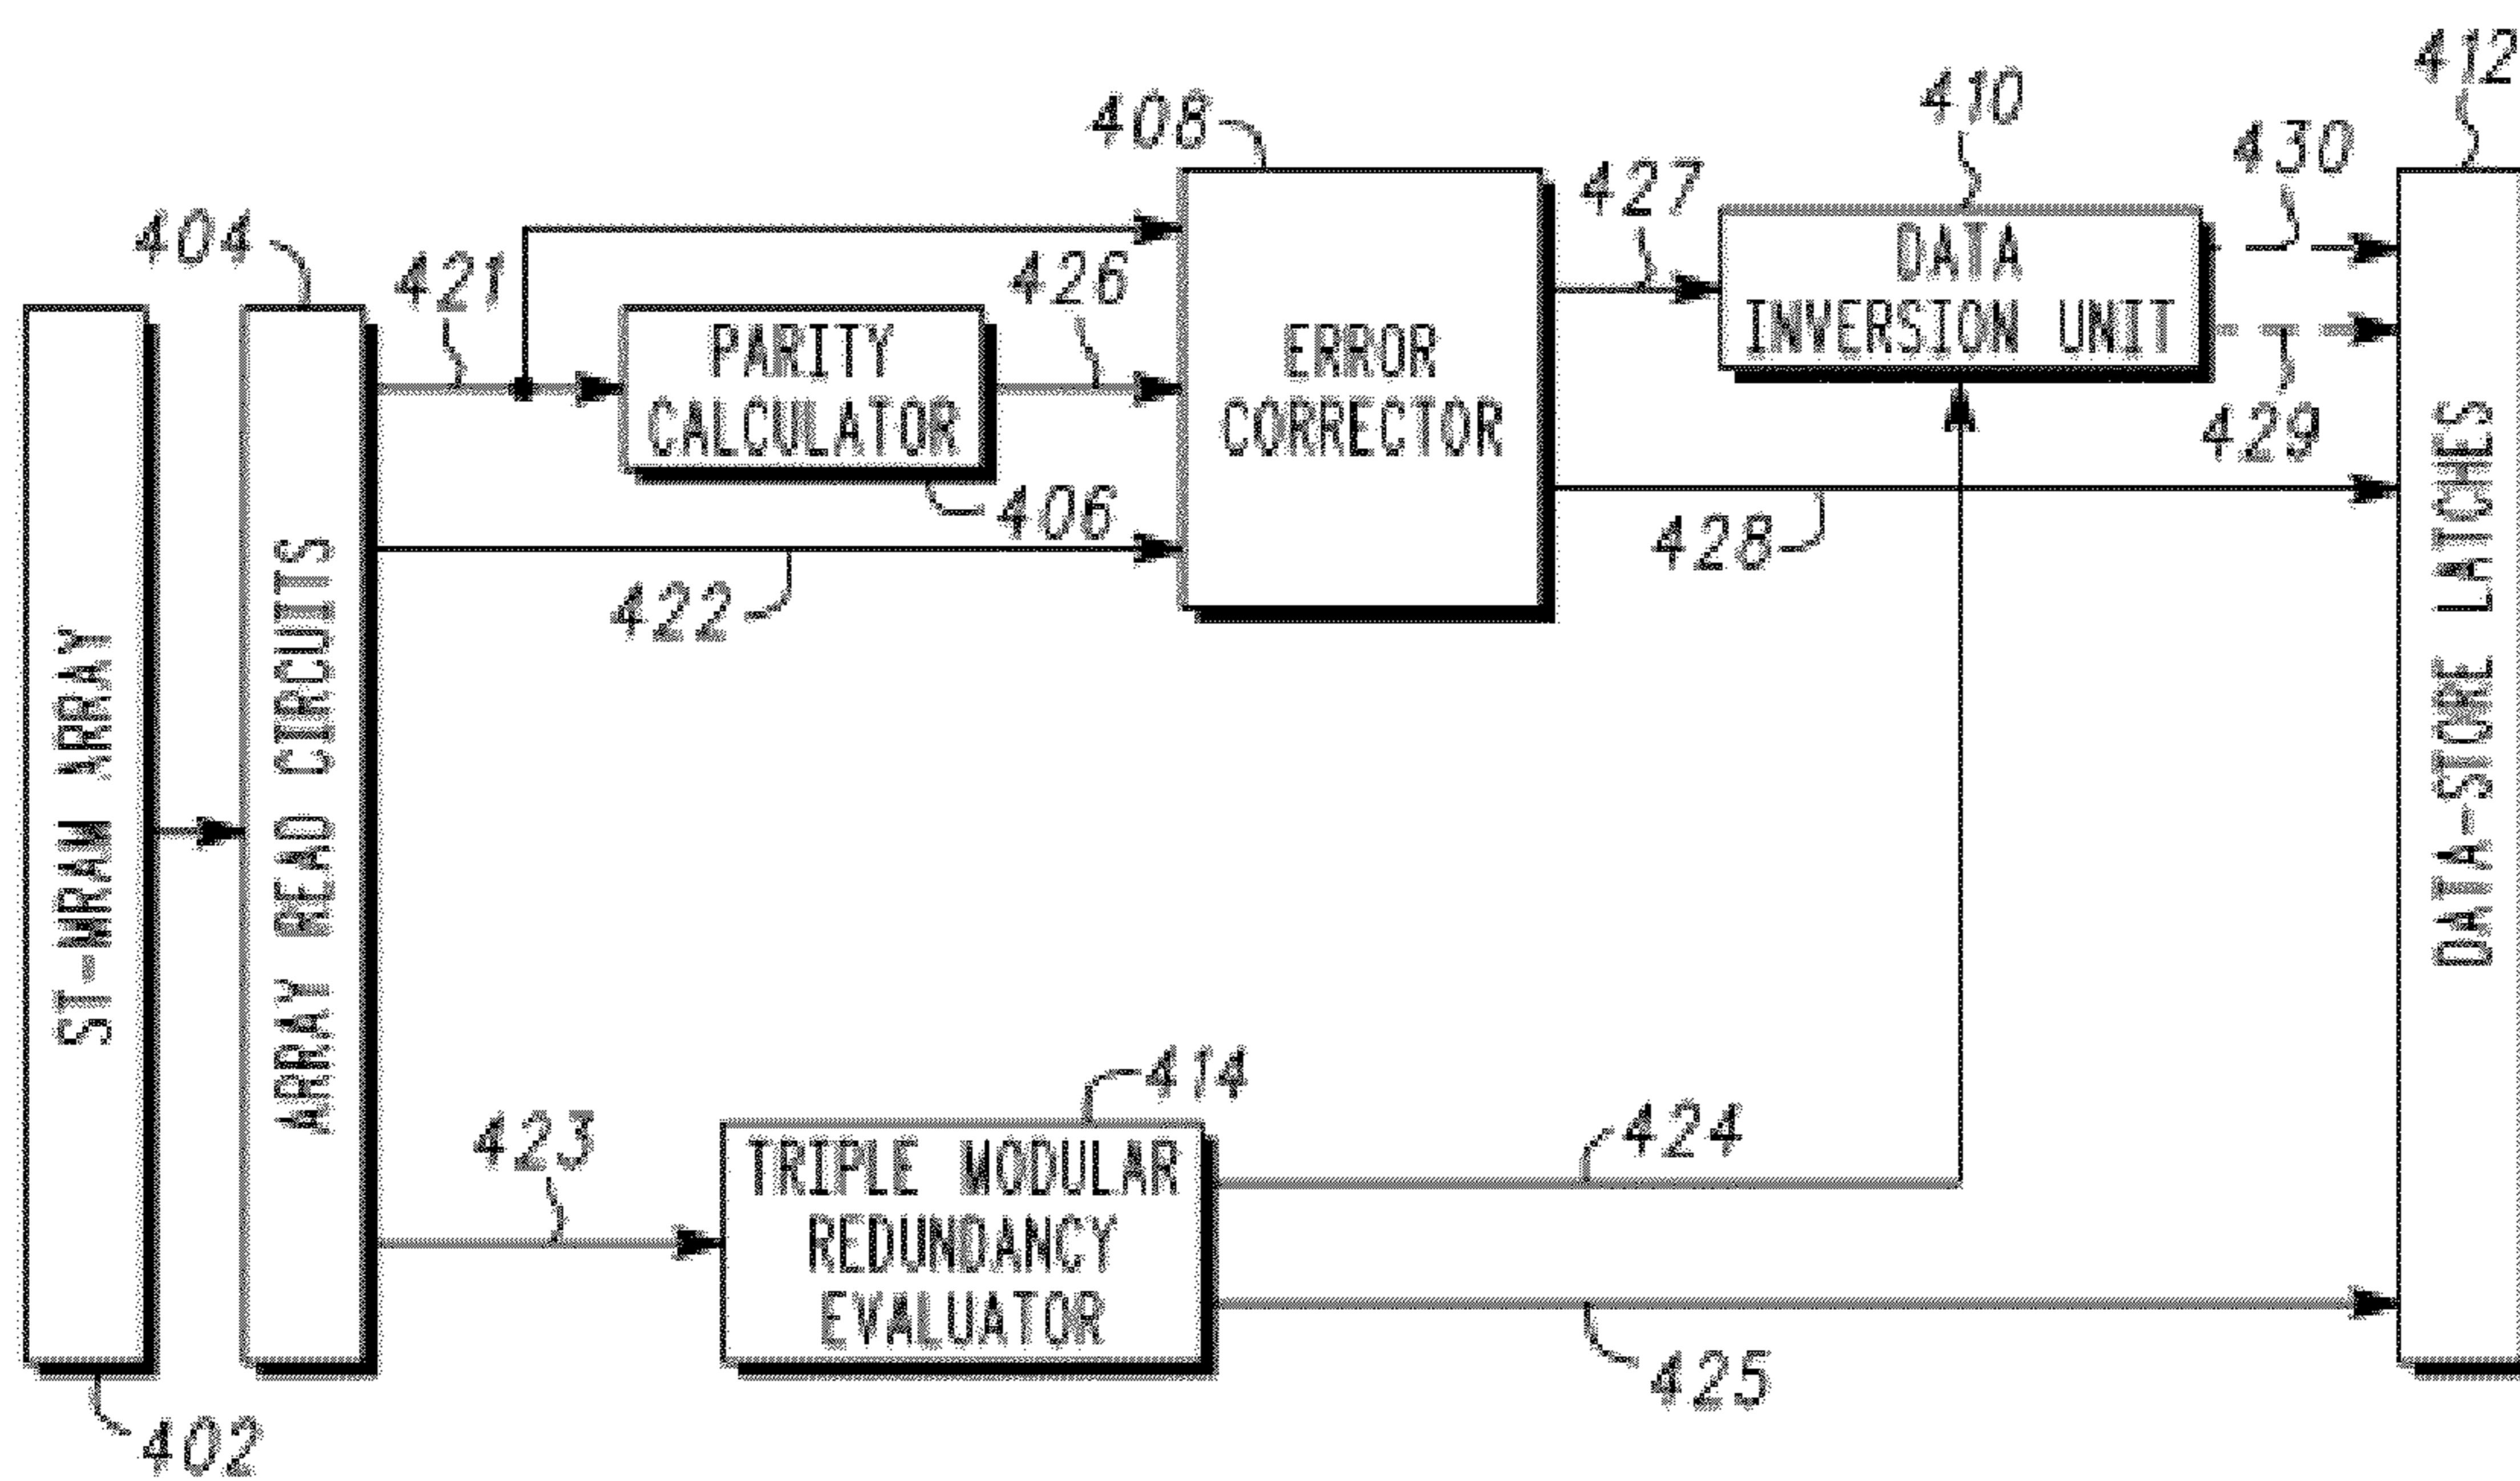 412
410
408
430
427
404
421
426
DATA
INVERSION UNIT
PARITY
CALCULATOR
ERROR
CORRECTOR
429
406
428
422
ST-MRAM ARRAY
ARRAY READ CIRCUITS
DATA-STORE LATCHES
414
423
424
TRIPLE MODULAR
REDUNDANCY
EVALUATOR
425
402